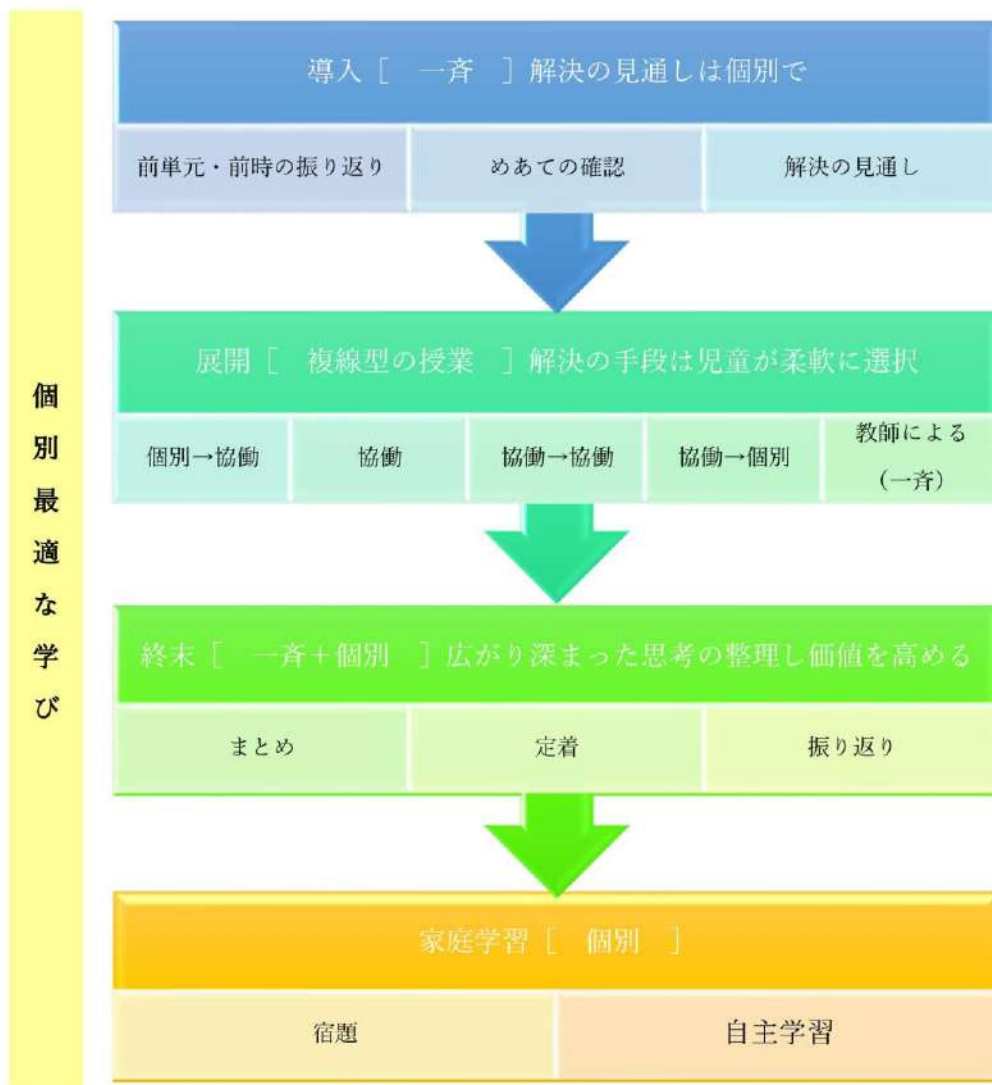 個別最適な学び
導入［　一斉　］解決の見通しは個別で
前単元・前時の振り返り
めあての確認
解決の見通し
展開［　複線型の授業　］解決の手段は児童が柔軟に選択
個別→協働
協働
協働→協働
協働→個別
教師による
（一斉）
終末［　一斉＋個別　］広がり深まった思考の整理し価値を高める
まとめ
定着
振り返り
家庭学習［　個別　］
宿題
自主学習